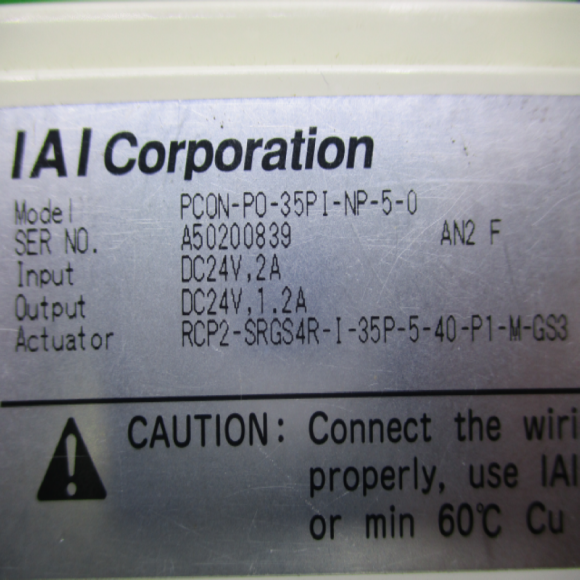 IAI Corporation
Model PCON-PO-35PI-NP-5-0
SER NO. A50200839 AN2 F
Input DC24V,2A
Output DC24V,1.2A
Actuator RCP2-SRGS4R-I-35P-5-40-P1-M-GS3
CAUTION: Connect the wiri
properly, use IAI
or min 60℃ Cu